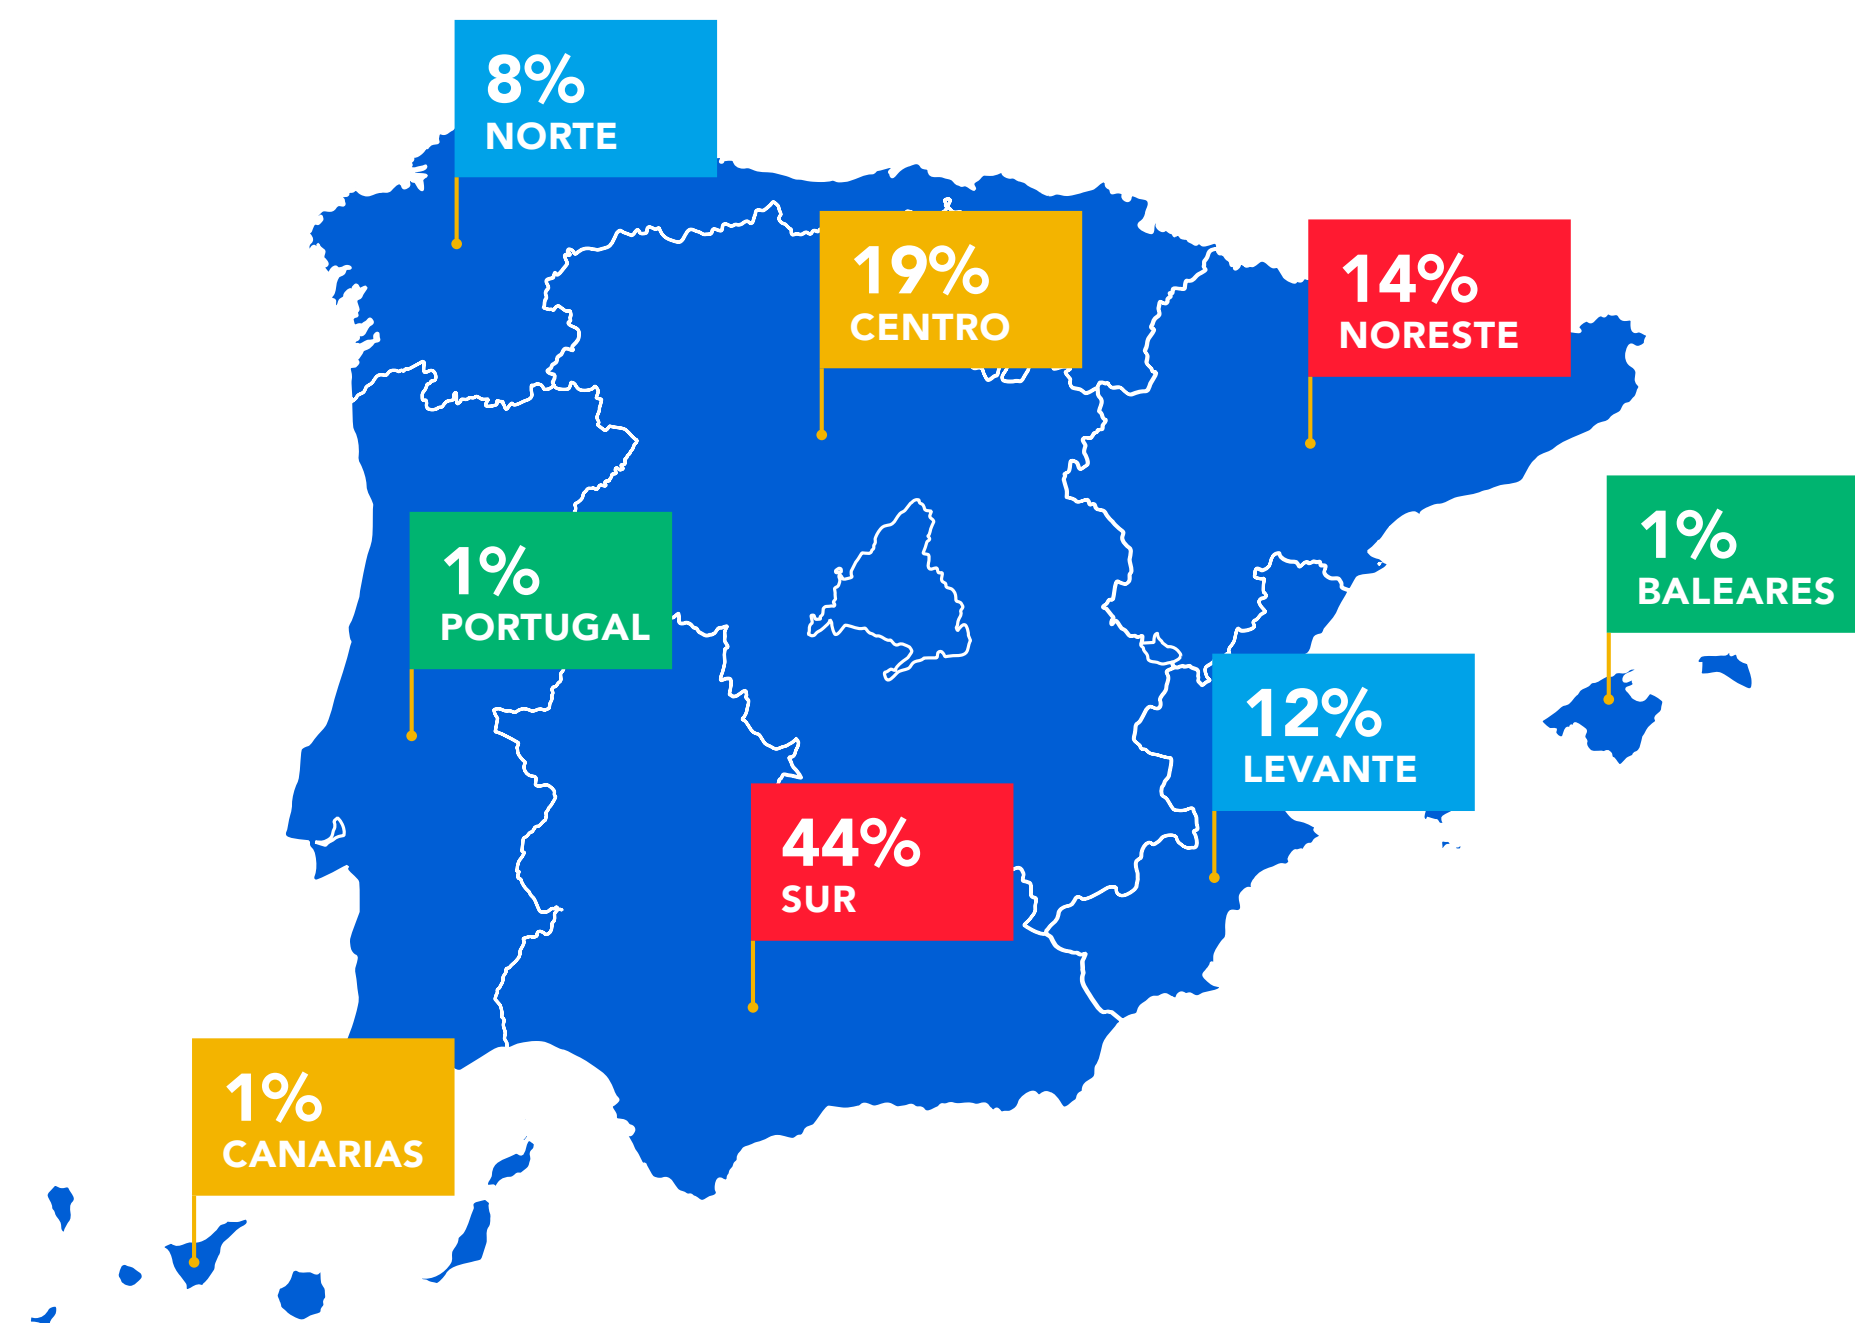 8%
NORTE
19%
CENTRO
14%
NORESTE
1%
PORTUGAL
1%
BALEARES
12%
LEVANTE
44%
SUR
1%
CANARIAS